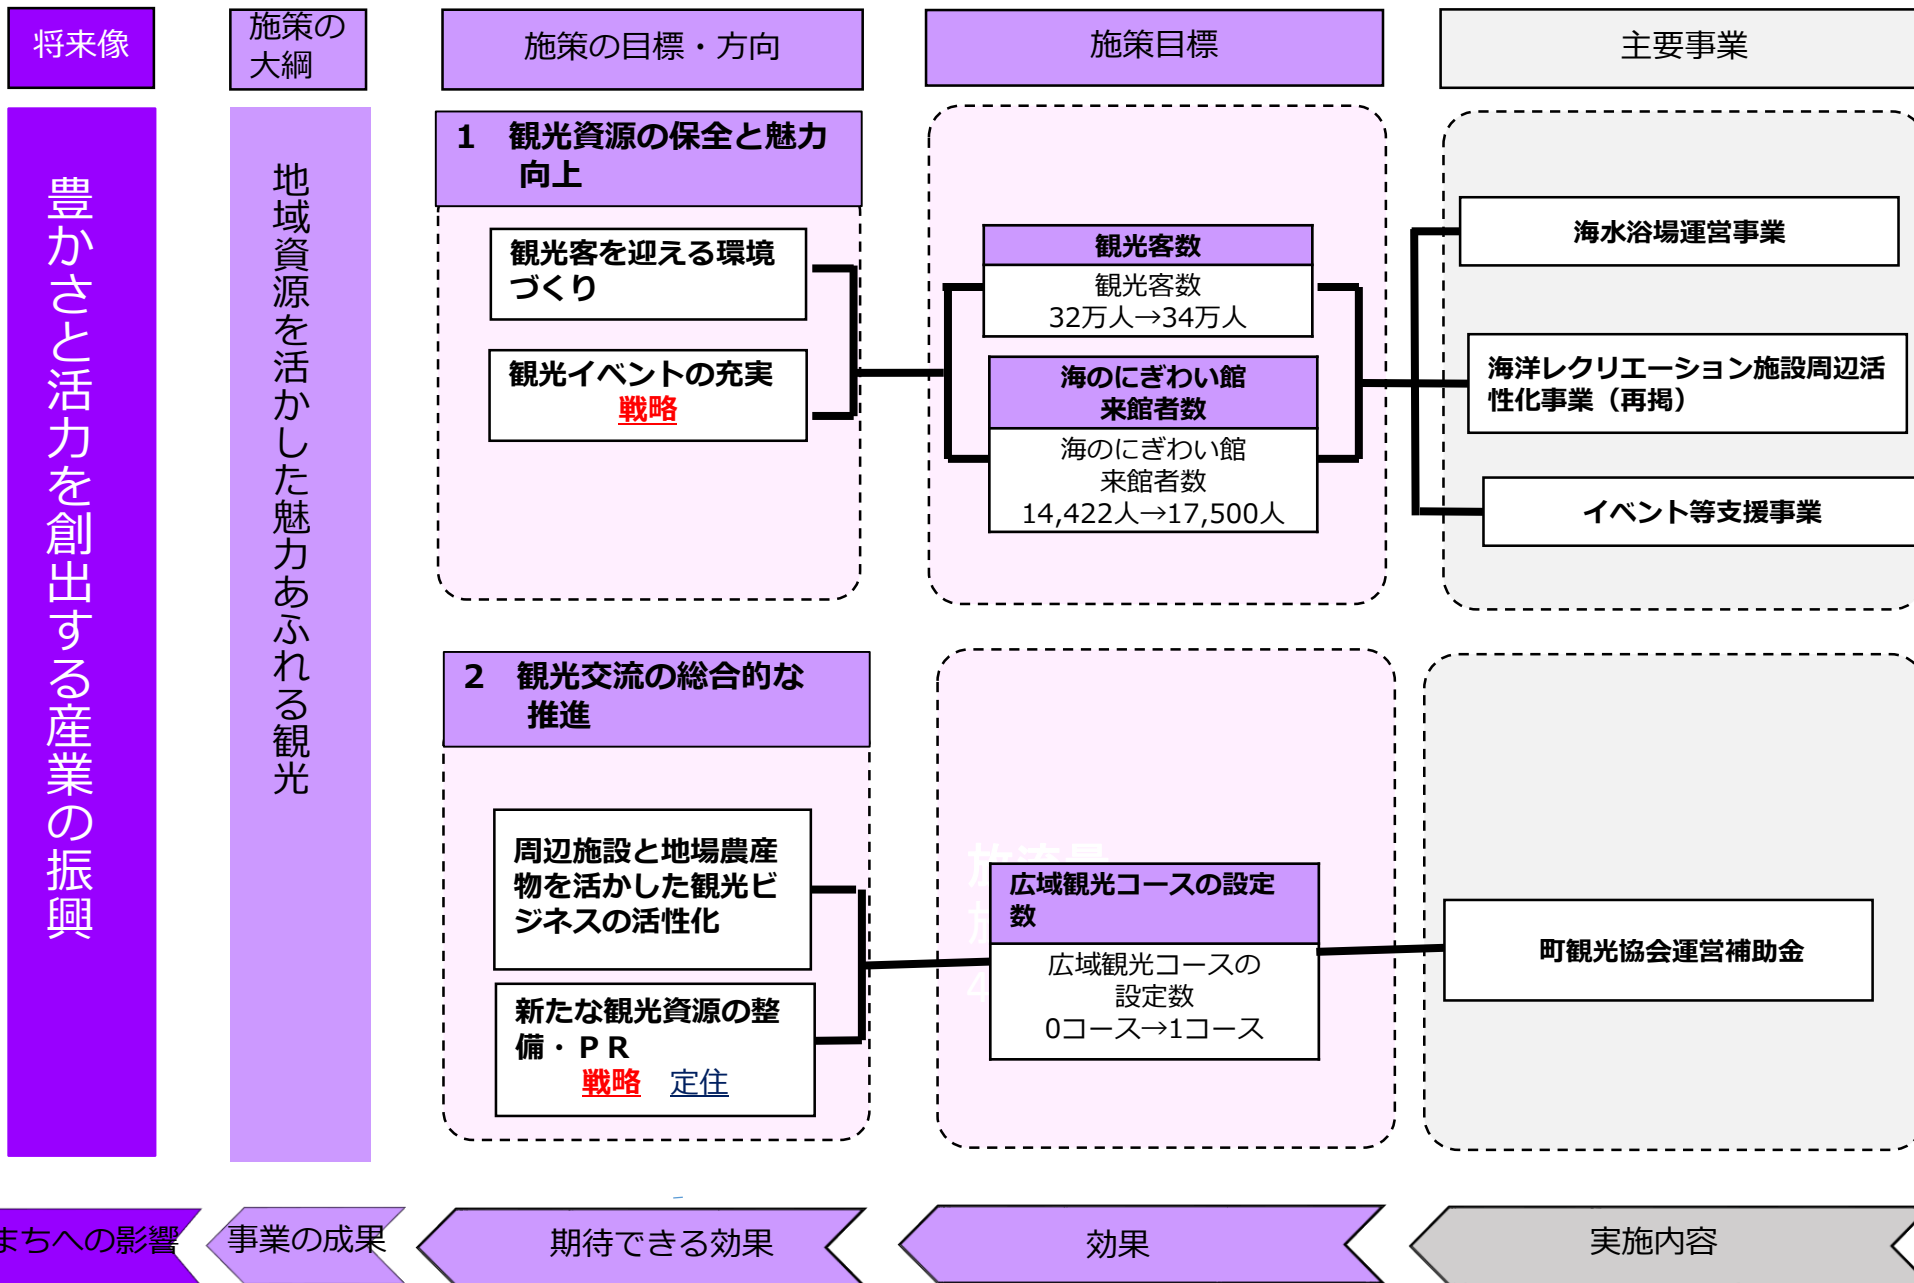 将来像
施策の
大綱
施策の目標・方向
施策目標
主要事業
豊かさと活力を創出する産業の振興
地域資源を活かした魅力あふれる観光
1 観光資源の保全と魅力
向上
観光客を迎える環境
づくり
観光イベントの充実
戦略
観光客数
観光客数
32万人→34万人
海のにぎわい館
来館者数
海のにぎわい館
来館者数
14,422人→17,500人
海水浴場運営事業
海洋レクリエーション施設周辺活
性化事業（再掲）
イベント等支援事業
2 観光交流の総合的な
推進
周辺施設と地場農産
物を活かした観光ビ
ジネスの活性化
新たな観光資源の整
備・ＰＲ
戦略 定住
広域観光コースの設定
数
広域観光コースの
設定数
0コース→1コース
町観光協会運営補助金
まちへの影響
事業の成果
期待できる効果
効果
実施内容